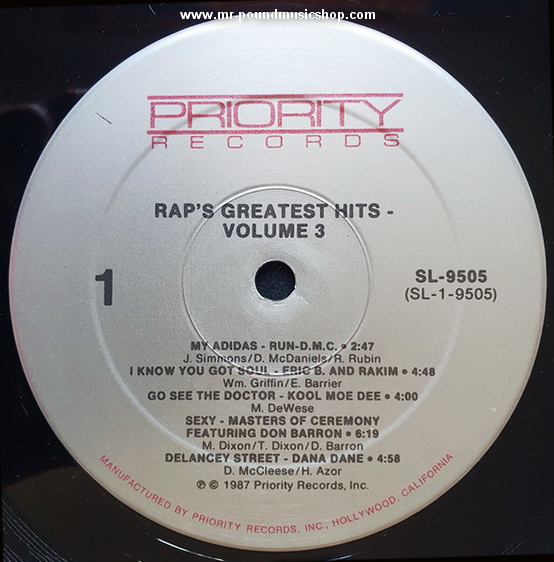 www.mr-poundmusicshop.com
PRIORITY
RECORDS
RAP'S GREATEST HITS -
VOLUME 3
1
SL-9505
(SL-1-9505)
MY ADIDAS - RUN-D.M.C. • 2:47
J. Simmons/D. McDaniels/R. Rubin
I KNOW YOU GOT SOUL - ERIC B. AND RAKIM • 4:48
Wm. Griffin/E. Barrier
GO SEE THE DOCTOR - KOOL MOE DEE • 4:00
M. DeWese
SEXY - MASTERS OF CEREMONY
FEATURING DON BARRON • 6:19
M. Dixon/T. Dixon/D. Barron
DELANCEY STREET - DANA DANE • 4:58
D. McCleese/H. Azor
℗ © 1987 Priority Records, Inc.
MANUFACTURED BY PRIORITY RECORDS, INC., HOLLYWOOD, CALIFORNIA